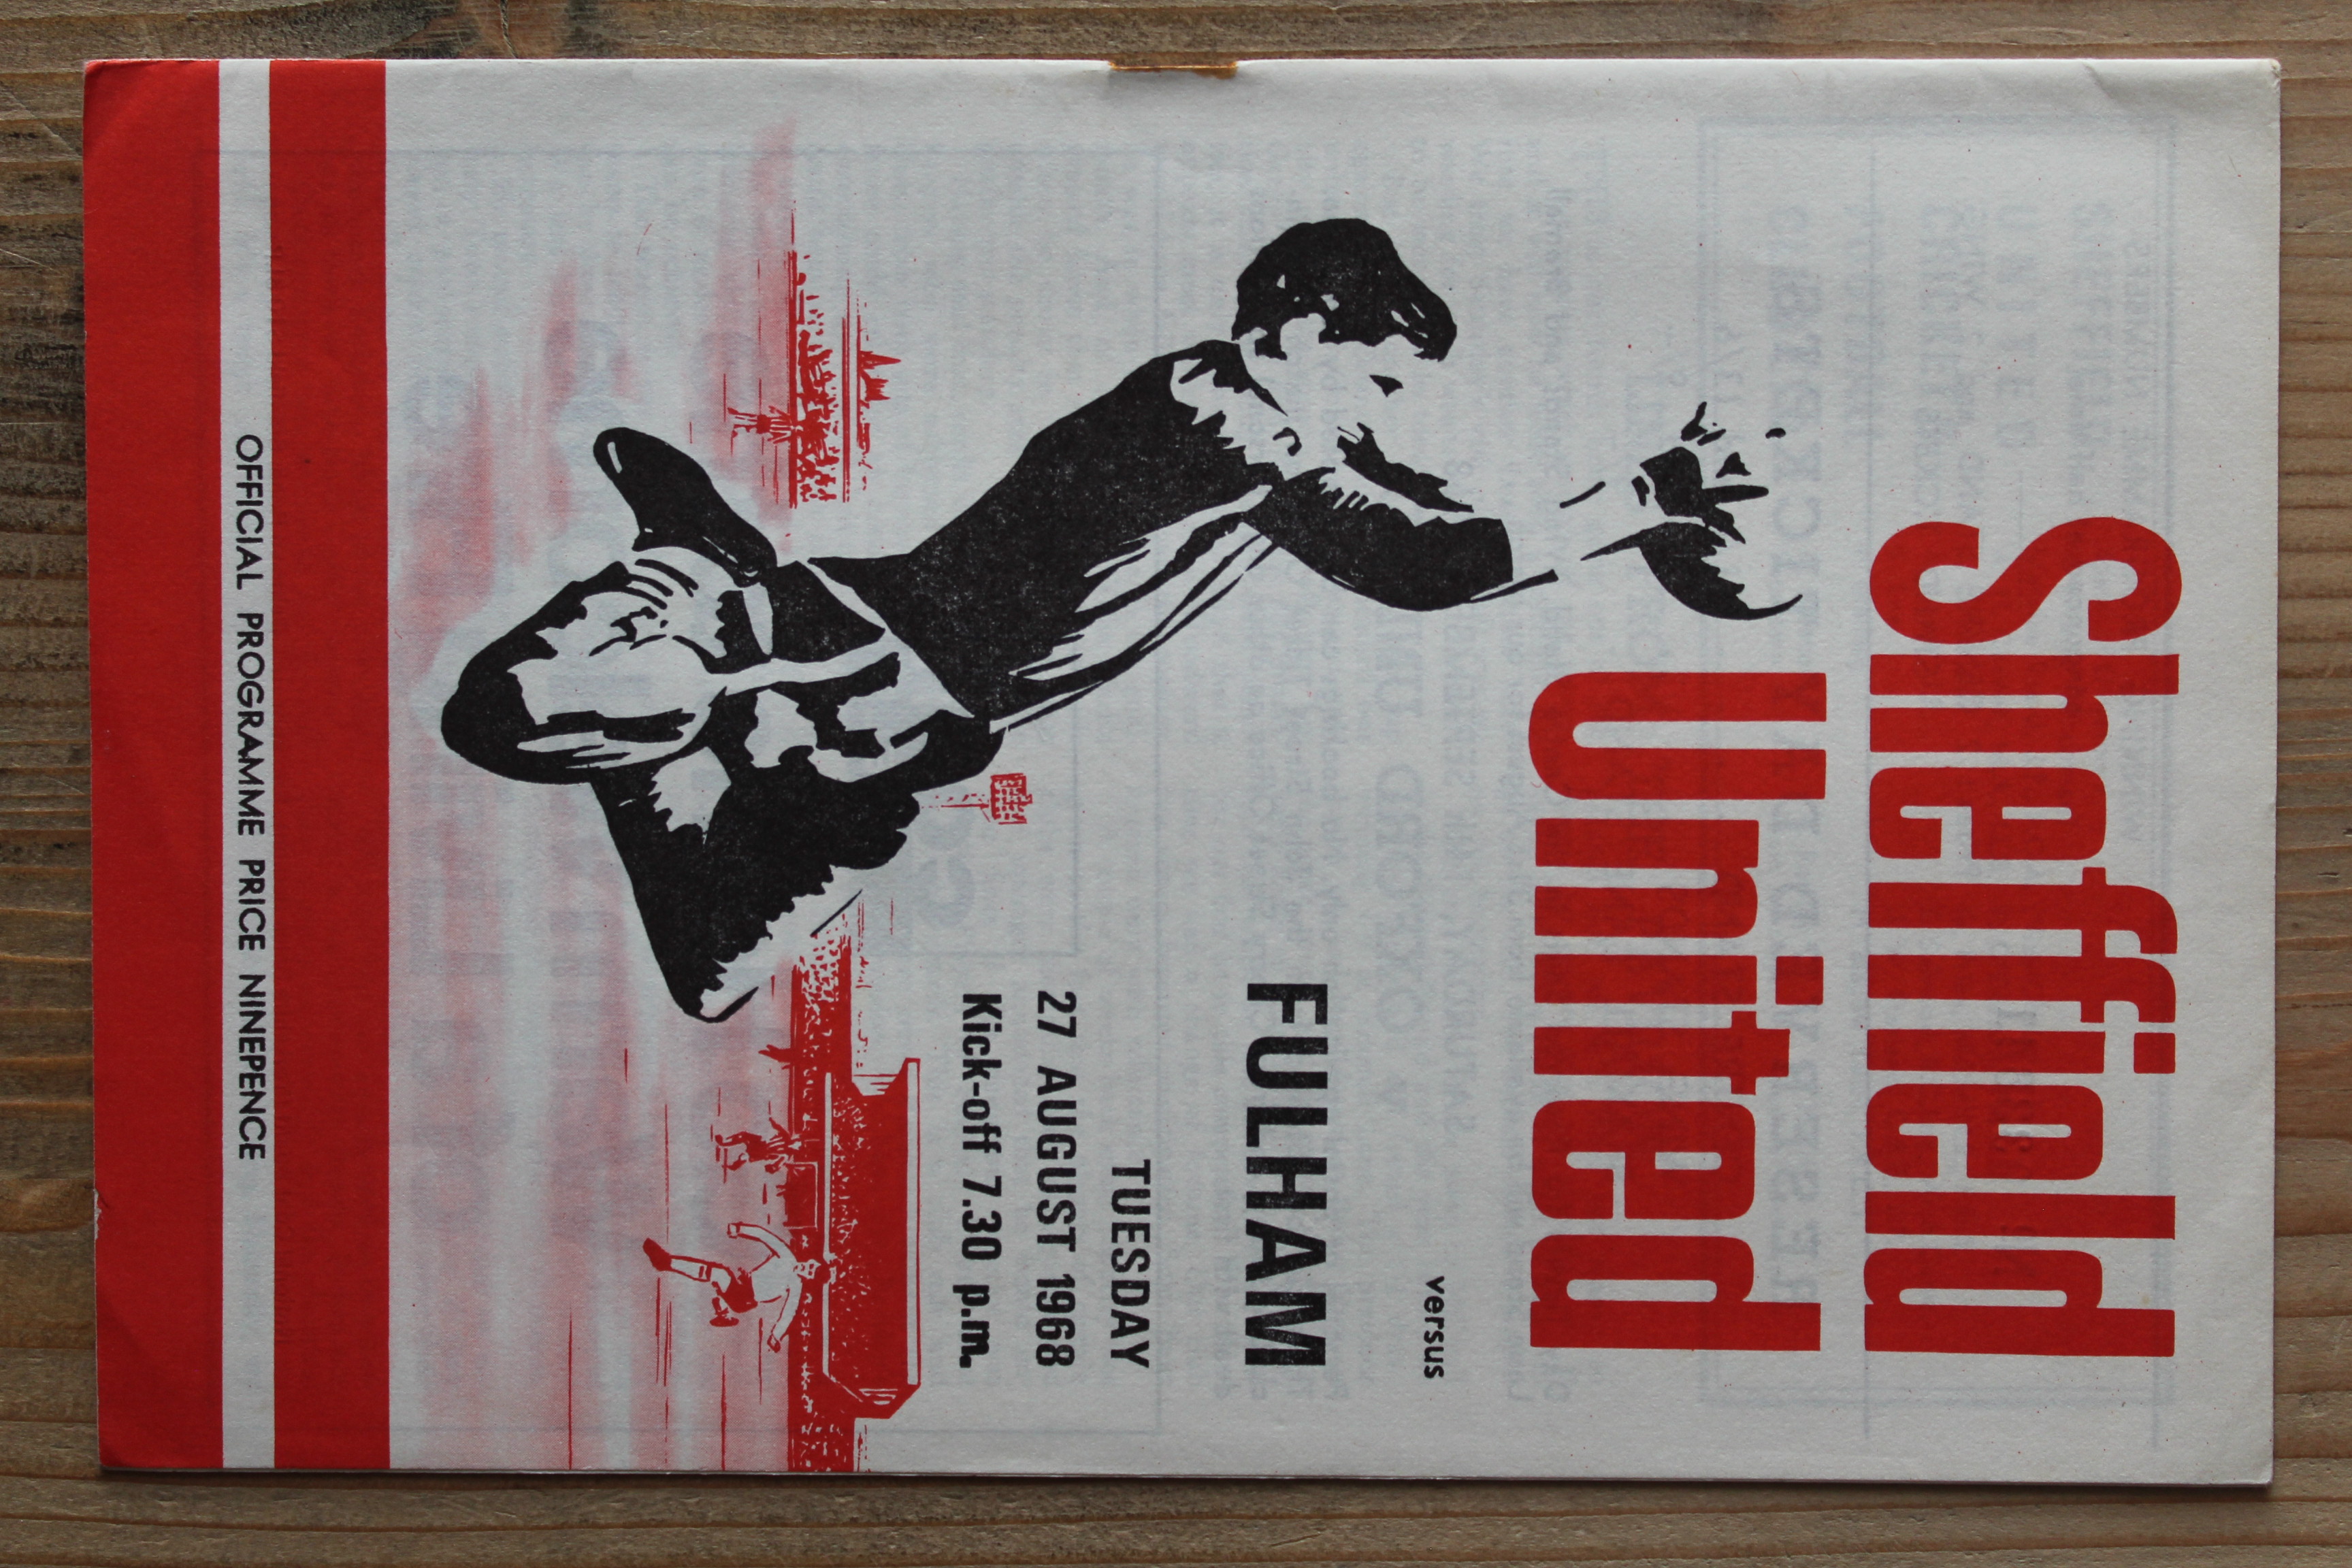 Sheffield
United
versus
FULHAM
TUESDAY
27 AUGUST 1968
Kick-off 7.30 p.m.
OFFICIAL PROGRAMME PRICE NINEPENCE